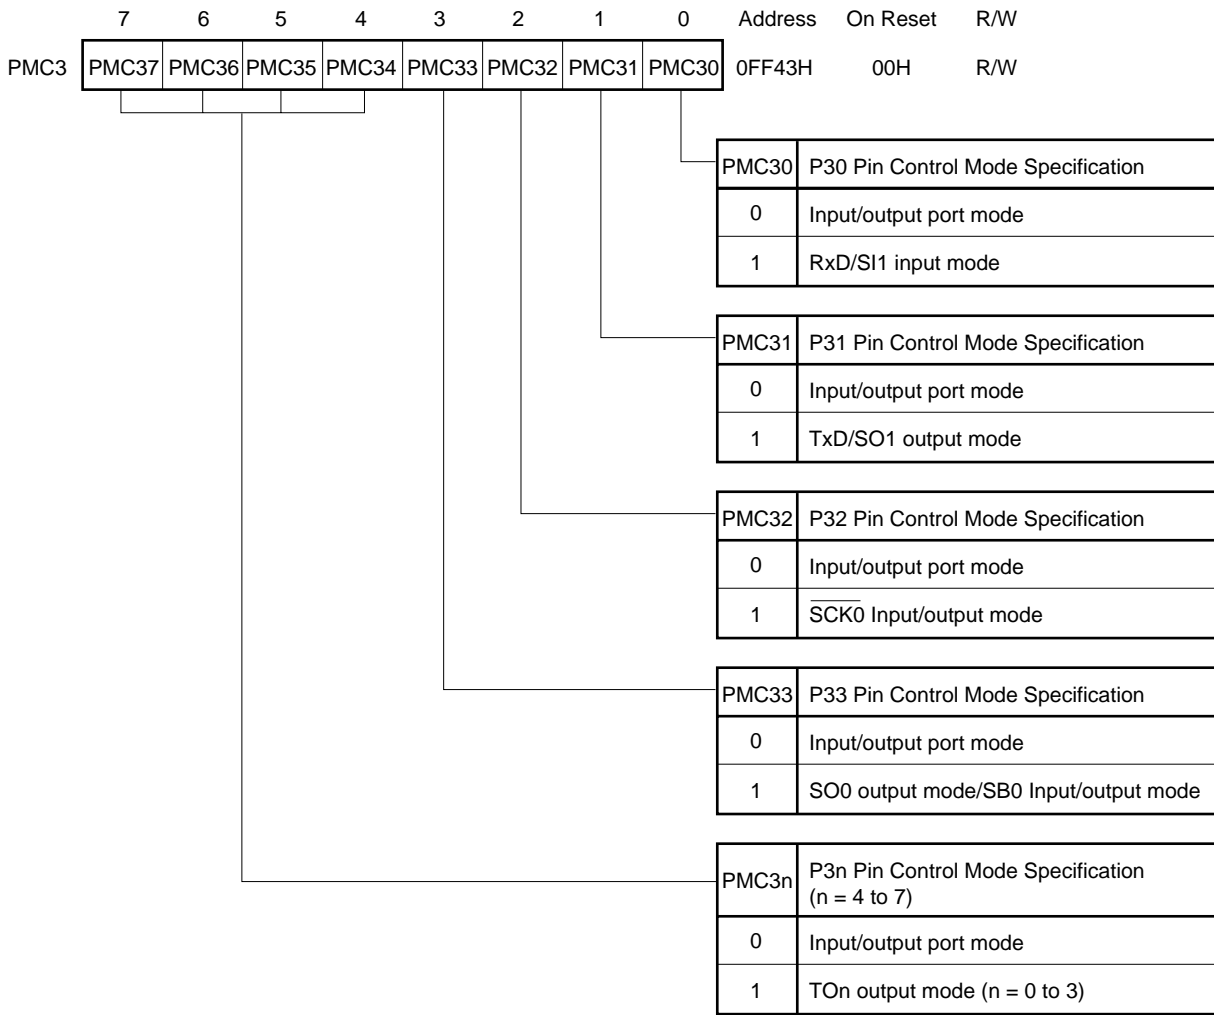 7 6 5 4 3 2 1 0 Address On Reset R/W
PMC3 PMC37 PMC36 PMC35 PMC34 PMC33 PMC32 PMC31 PMC30 0FF43H 00H R/W
PMC30 P30 Pin Control Mode Specification
0 Input/output port mode
1 RxD/SI1 input mode
PMC31 P31 Pin Control Mode Specification
0 Input/output port mode
1 TxD/SO1 output mode
PMC32 P32 Pin Control Mode Specification
0 Input/output port mode
1 S̅C̅K̅0̅ Input/output mode
PMC33 P33 Pin Control Mode Specification
0 Input/output port mode
1 SO0 output mode/SB0 Input/output mode
PMC3n P3n Pin Control Mode Specification
(n = 4 to 7)
0 Input/output port mode
1 TOn output mode (n = 0 to 3)